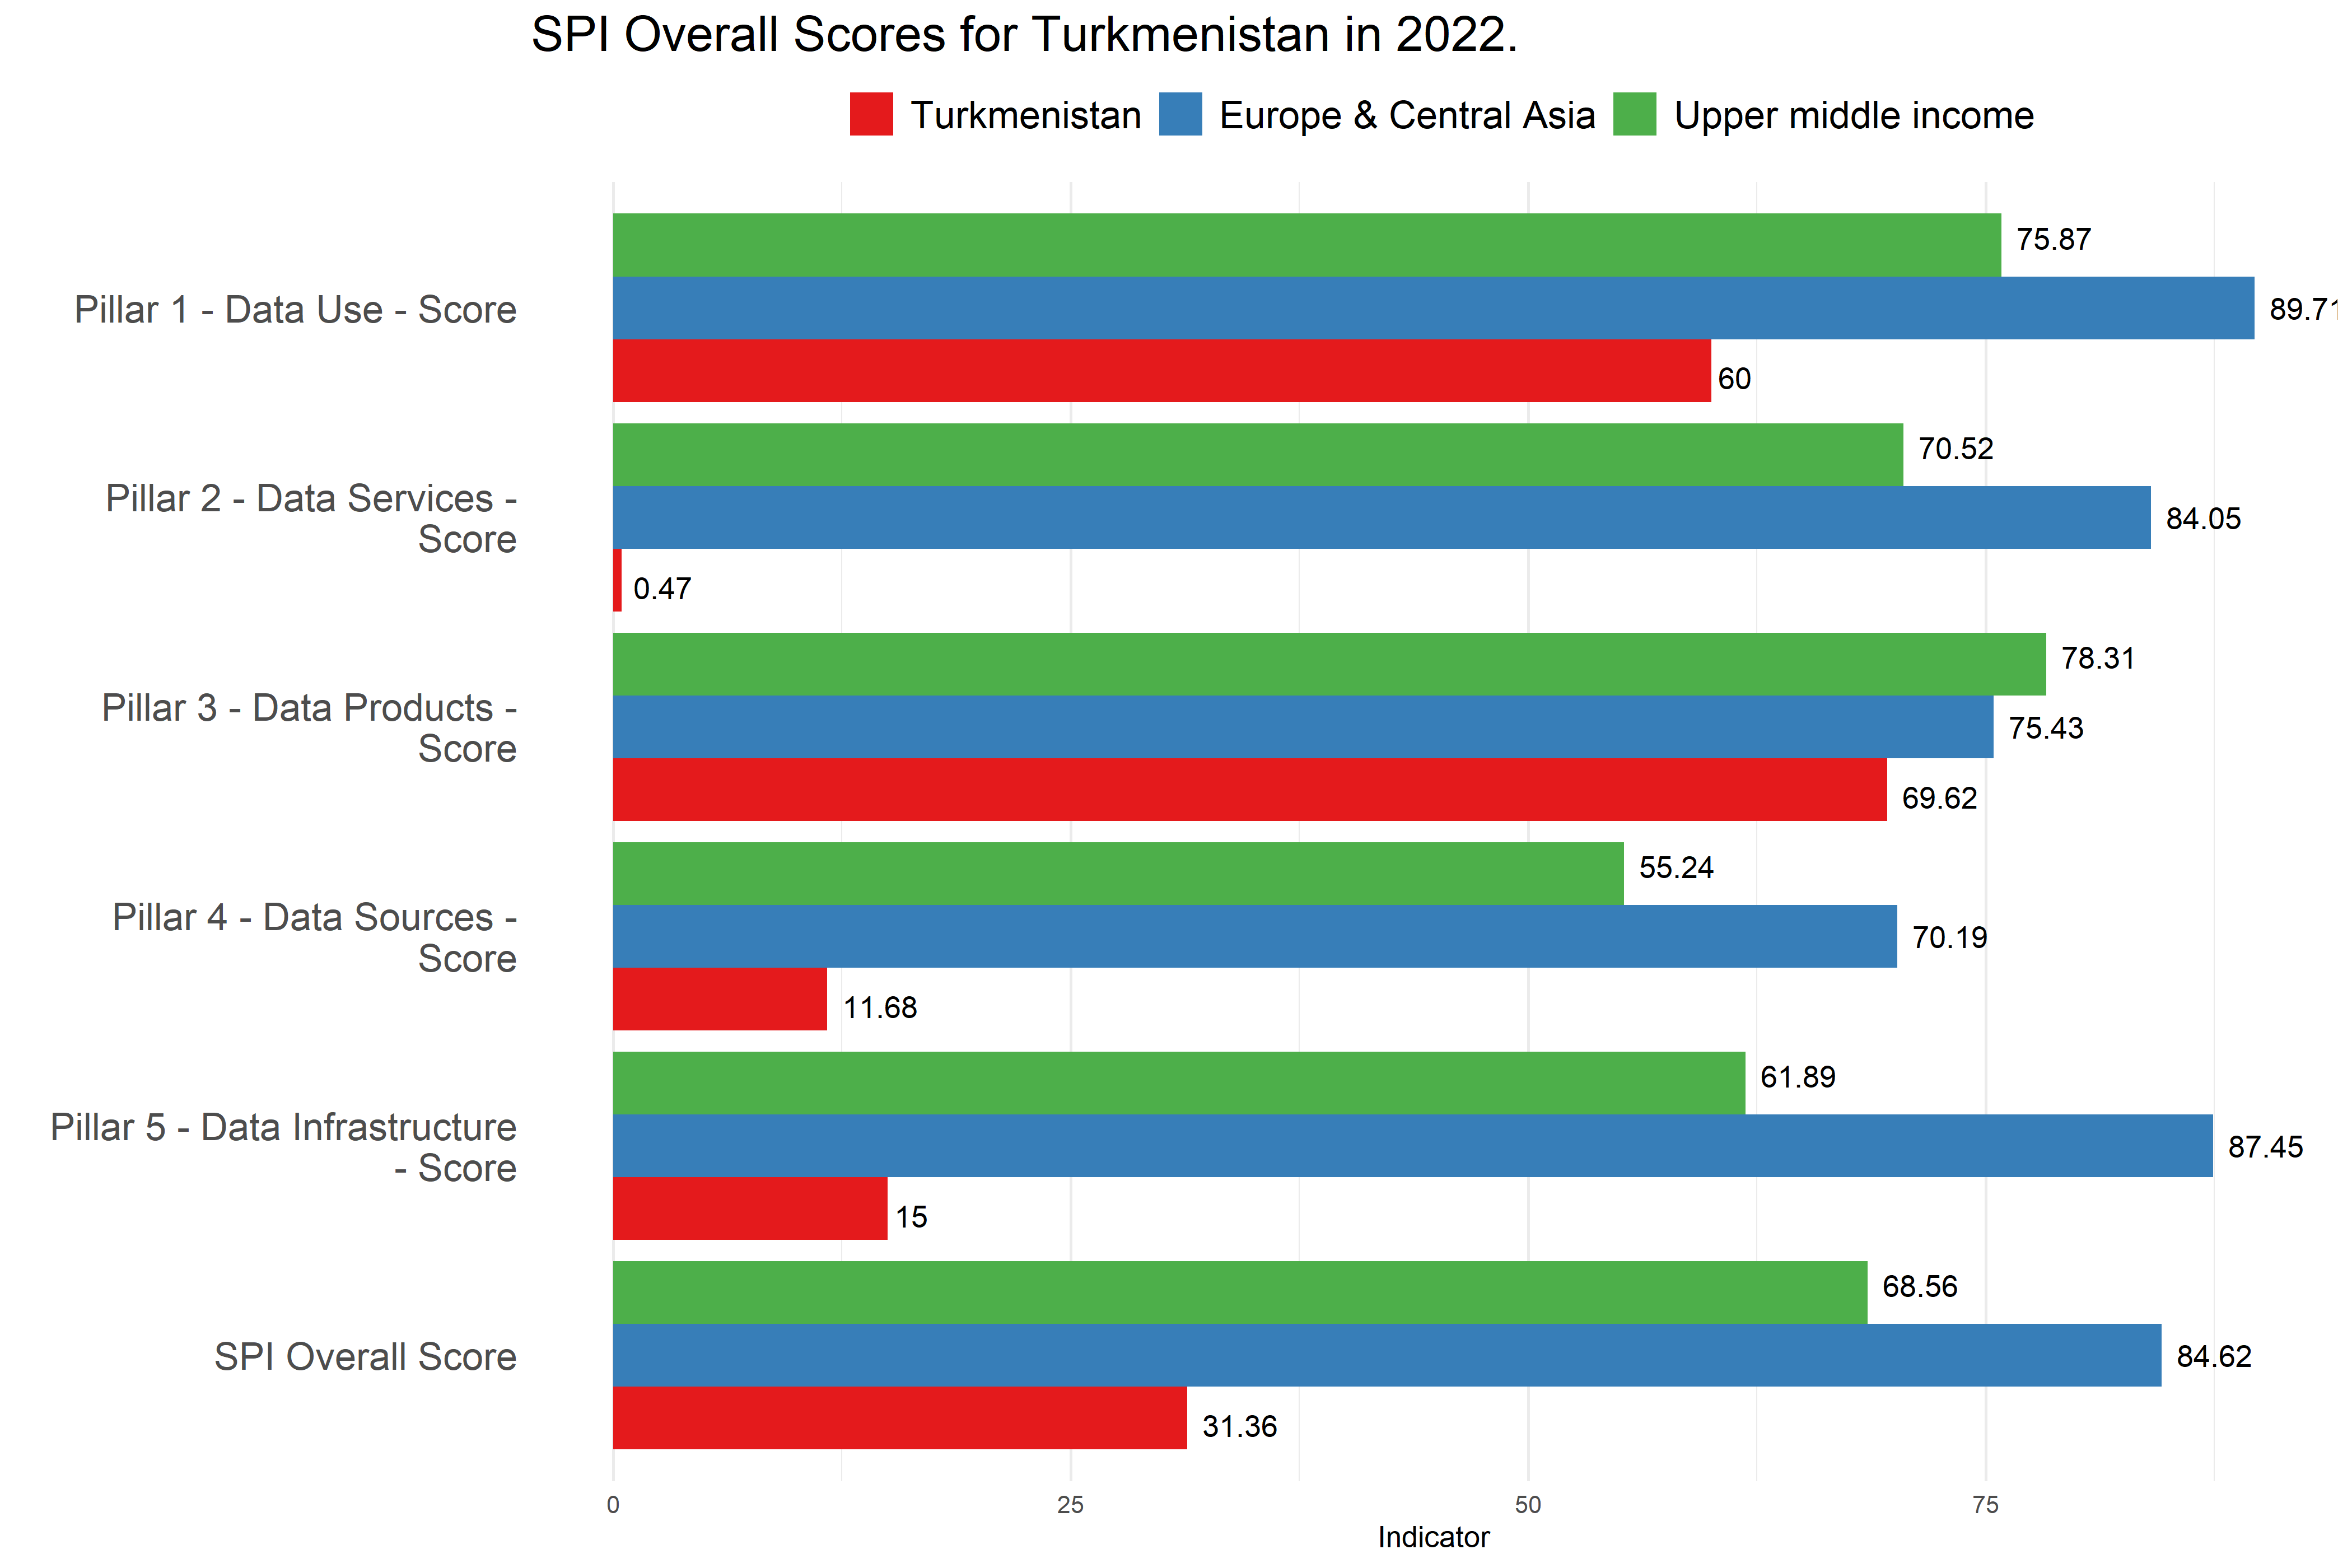 SPI Overall Scores for Turkmenistan in 2022.
Turkmenistan Europe & Central Asia Upper middle income
75.87
Pillar 1 - Data Use - Score
89.71
60
70.52
Pillar 2 - Data Services -
Score
84.05
0.47
78.31
Pillar 3 - Data Products -
Score
75.43
69.62
55.24
Pillar 4 - Data Sources -
Score
70.19
11.68
61.89
Pillar 5 - Data Infrastructure
- Score
87.45
15
68.56
SPI Overall Score
84.62
31.36
0 25 50 75
Indicator